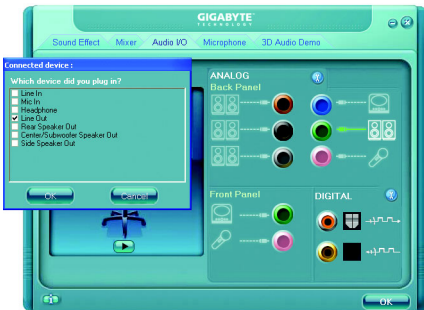 GIGABYTE
TECHNOLOGY
Sound Effect Mixer Audio I/O Microphone 3D Audio Demo
Connected device :
Which device did you plug in?
Line In
Mic In
Headphone
Line Out
Rear Speaker Out
Center/Subwoofer Speaker Out
Side Speaker Out
OK Cancel
ANALOG
Back Panel
Front Panel
DIGITAL
OK